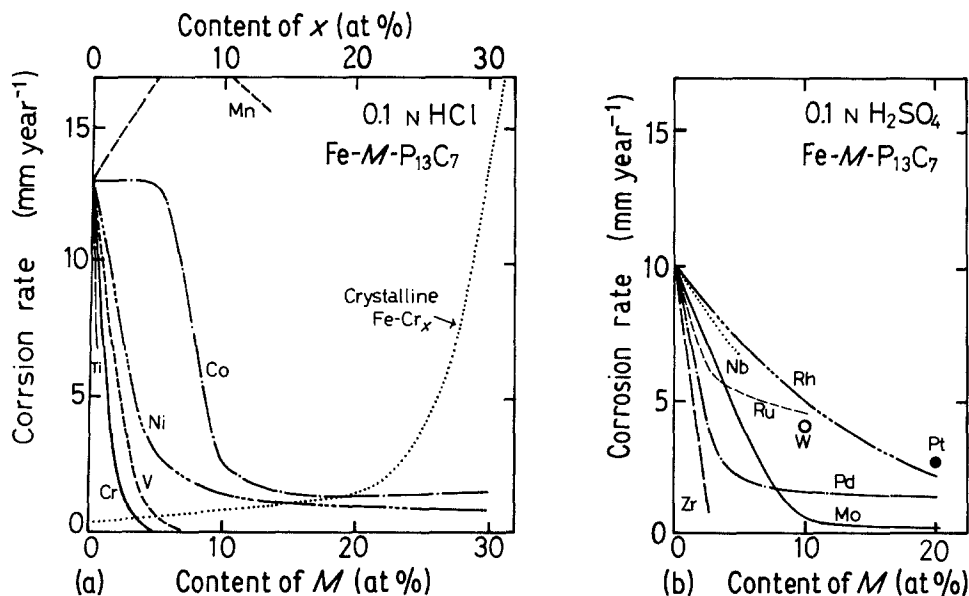 Content of x (at %)
0 10 20 30
Corrsion rate (mm year⁻¹)
15
10
5
0
Mn
0.1 N HCl
Fe-M-P₁₃C₇
Crystalline
Fe-Crₓ
Ti
Co
Ni
V
Cr
0 10 20 30
(a) Content of M (at %)
Corrosion rate (mm year⁻¹)
15
10
5
0
0.1 N H₂SO₄
Fe-M-P₁₃C₇
Nb
Rh
Ru
W
Pt
Pd
Zr
Mo
0 10 20
(b) Content of M (at %)